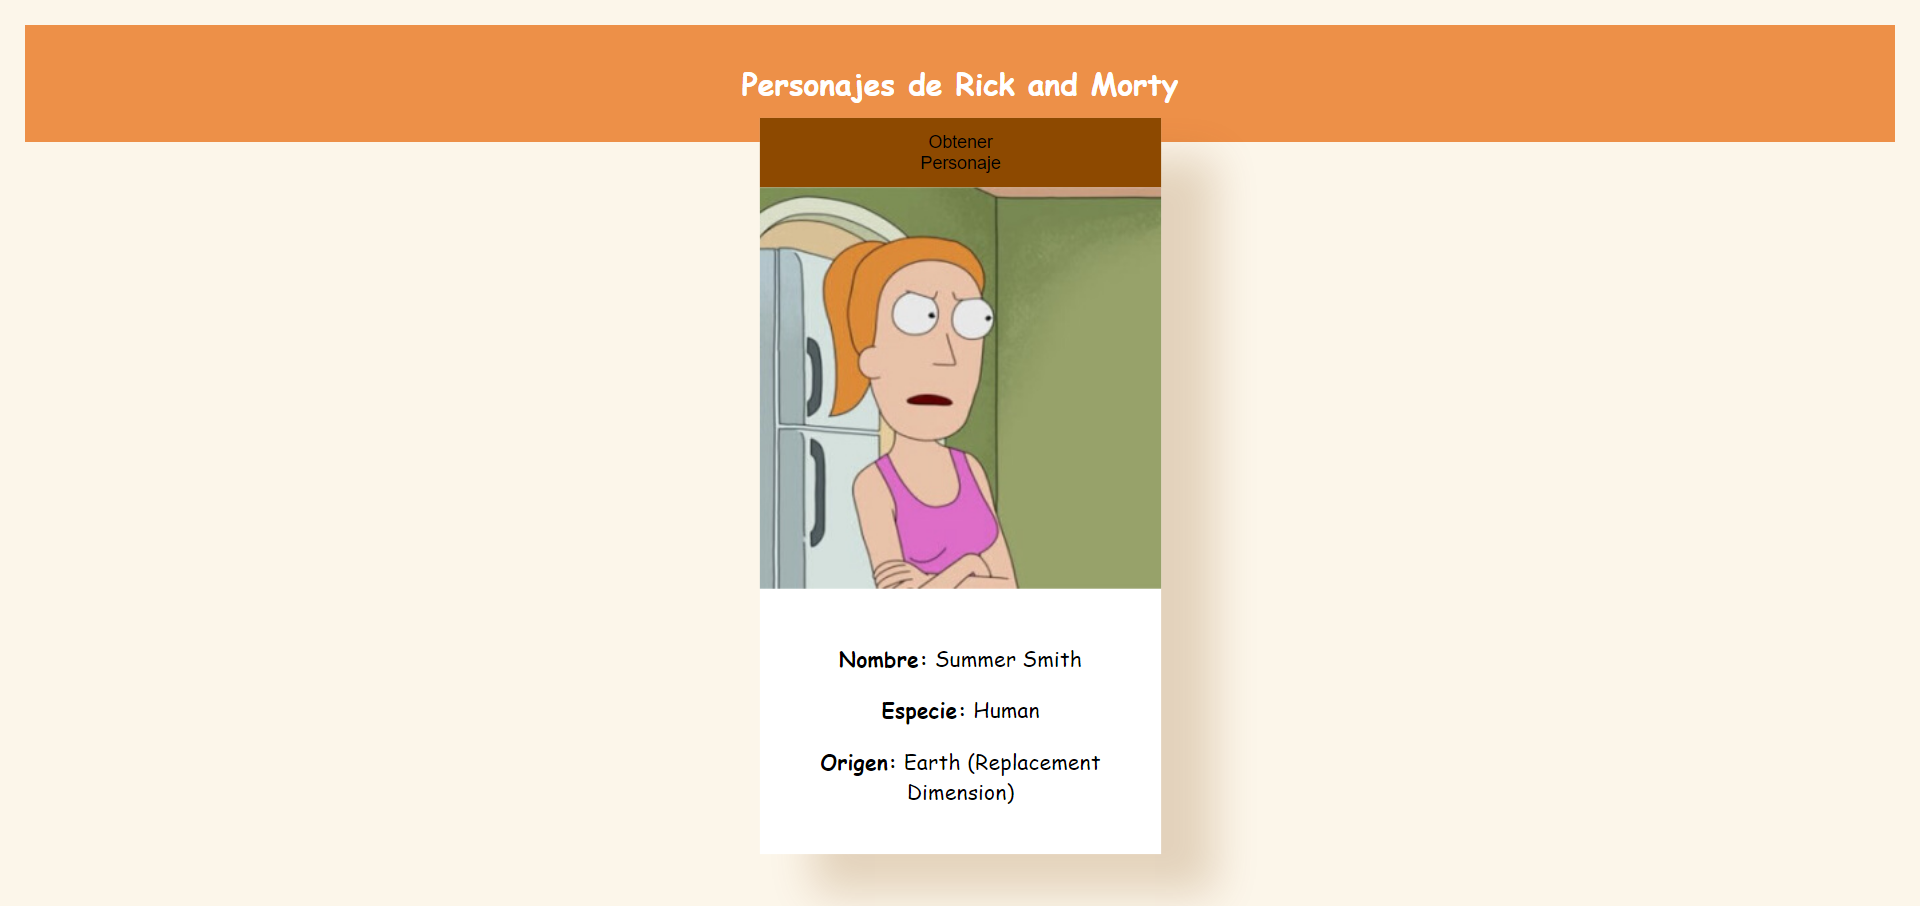 Personajes de Rick and Morty
Obtener
Personaje
Nombre: Summer Smith
Especie: Human
Origen: Earth (Replacement
Dimension)